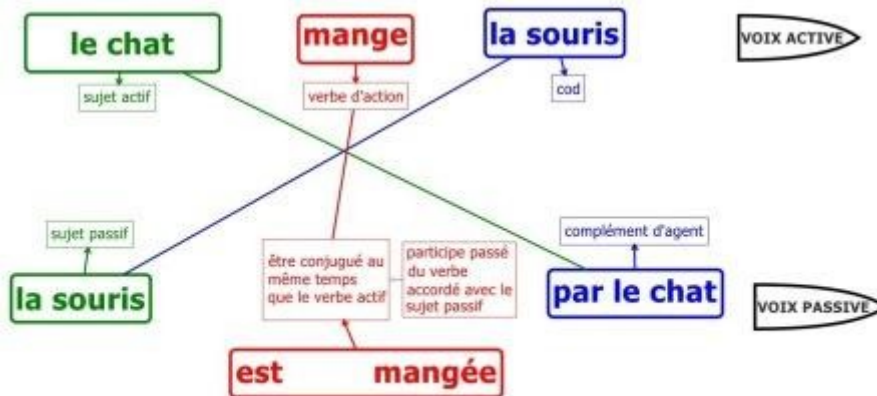 le chat
mange
la souris
VOIX ACTIVE
sujet actif
verbe d'action
cod
sujet passif
complément d'agent
être conjugué au
même temps
que le verbe actif
participe passé
du verbe
accordé avec le
sujet passif
la souris
par le chat
VOIX PASSIVE
est mangée